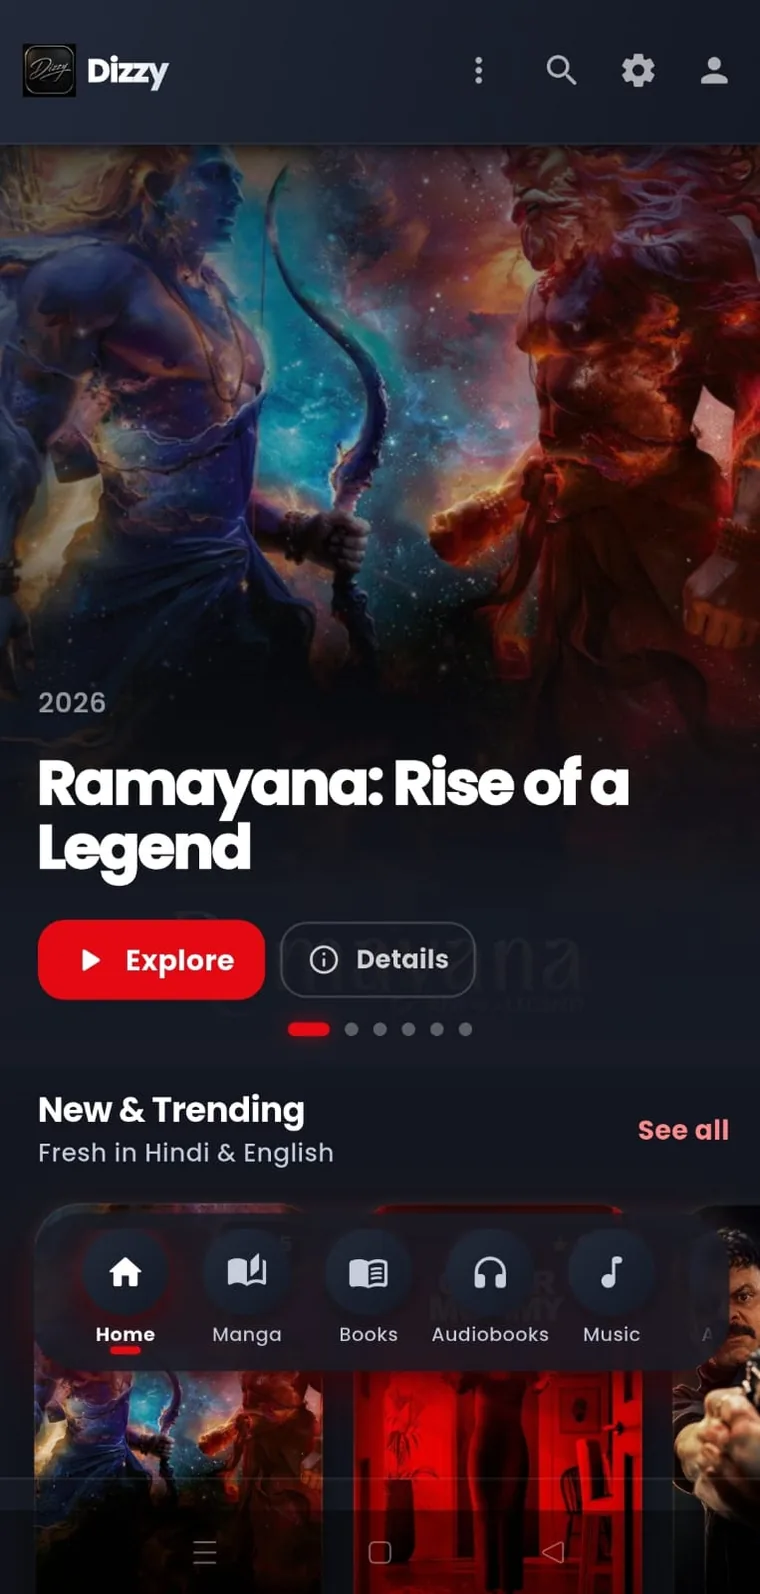 Dizzy
Dizzy
2026
Ramayana: Rise of a
Legend
Explore
Details
New & Trending
See all
Fresh in Hindi & English
Home
Manga
Books
Audiobooks
Music
A